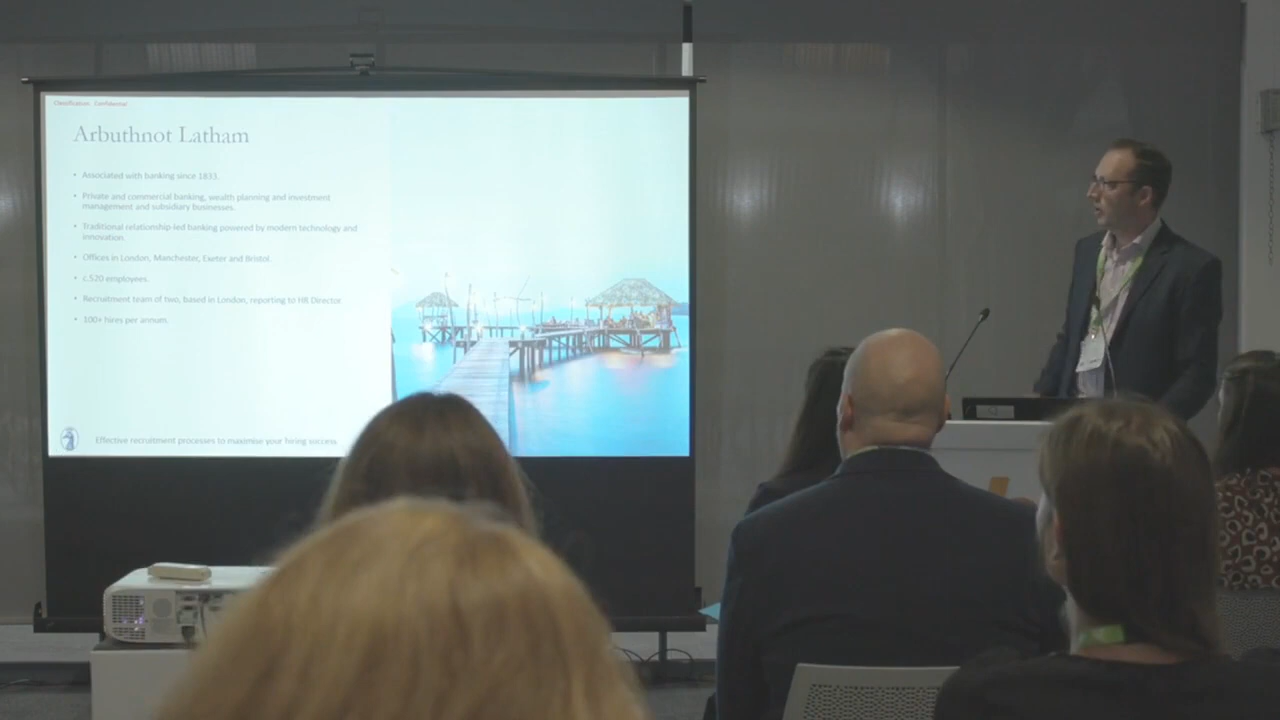 Classification: Confidential
Arbuthnot Latham
• Associated with banking since 1833.
• Private and commercial banking, wealth planning and investment
management and subsidiary businesses.
• Traditional relationship-led banking powered by modern technology and
innovation.
• Offices in London, Manchester, Exeter and Bristol.
• c.520 employees.
• Recruitment team of two, based in London, reporting to HR Director
• 100+ hires per annum.
Effective recruitment processes to maximise your hiring success